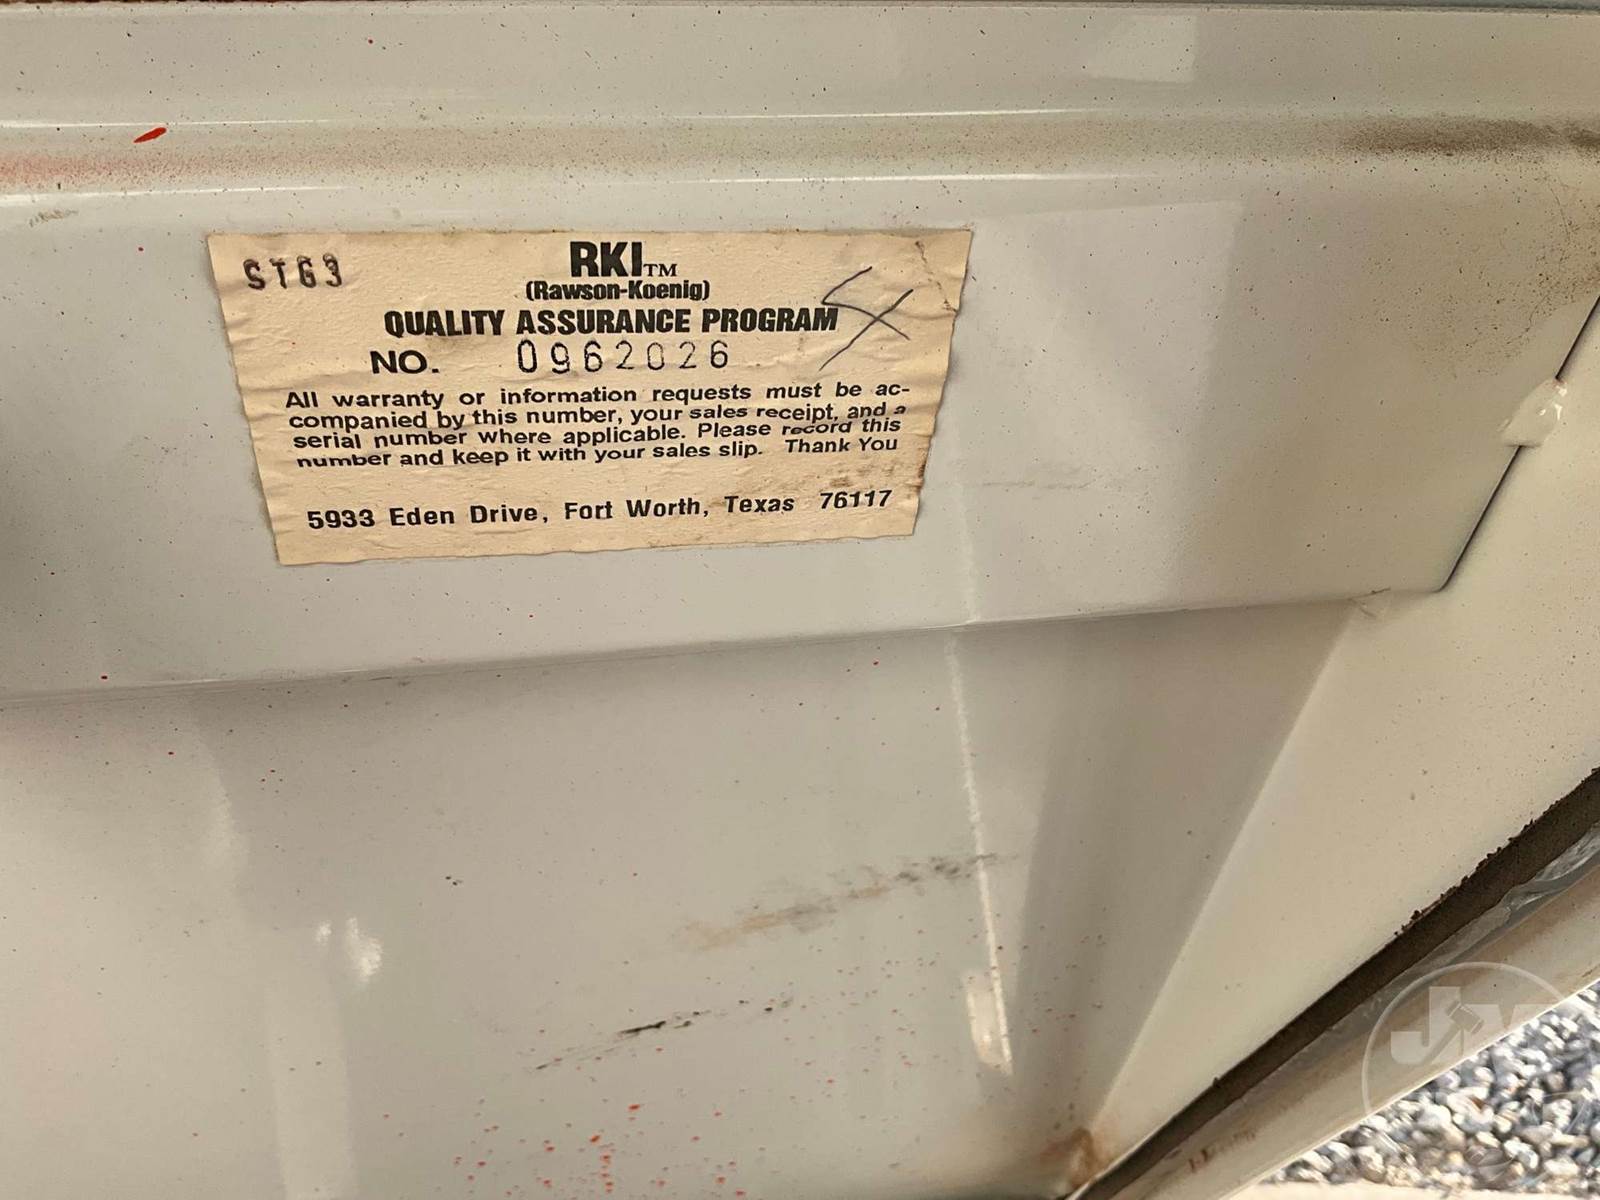 STG3
RKI TM
(Rawson-Koenig)
QUALITY ASSURANCE PROGRAM
NO. 0962026
All warranty or information requests must be ac-
companied by this number, your sales receipt, and a
serial number where applicable. Please record this
number and keep it with your sales slip. Thank You
5933 Eden Drive, Fort Worth, Texas 76117